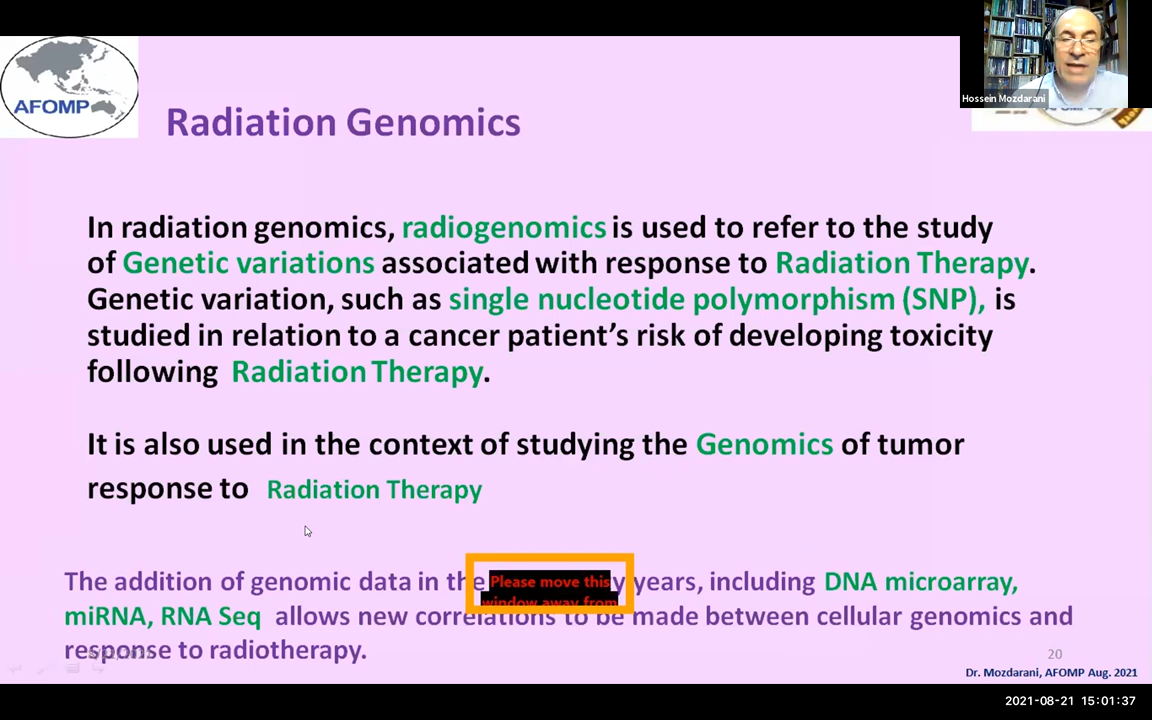 AFOMP
Hossein Mozdarani
Radiation Genomics
In radiation genomics, radiogenomics is used to refer to the study
of Genetic variations associated with response to Radiation Therapy.
Genetic variation, such as single nucleotide polymorphism (SNP), is
studied in relation to a cancer patient’s risk of developing toxicity
following Radiation Therapy.
It is also used in the context of studying the Genomics of tumor
response to Radiation Therapy
The addition of genomic data in the y years, including DNA microarray,
Please move this
window away from
miRNA, RNA Seq allows new correlations to be made between cellular genomics and
response to radiotherapy.
20
Dr. Mozdarani, AFOMP Aug. 2021
2021-08-21 15:01:37